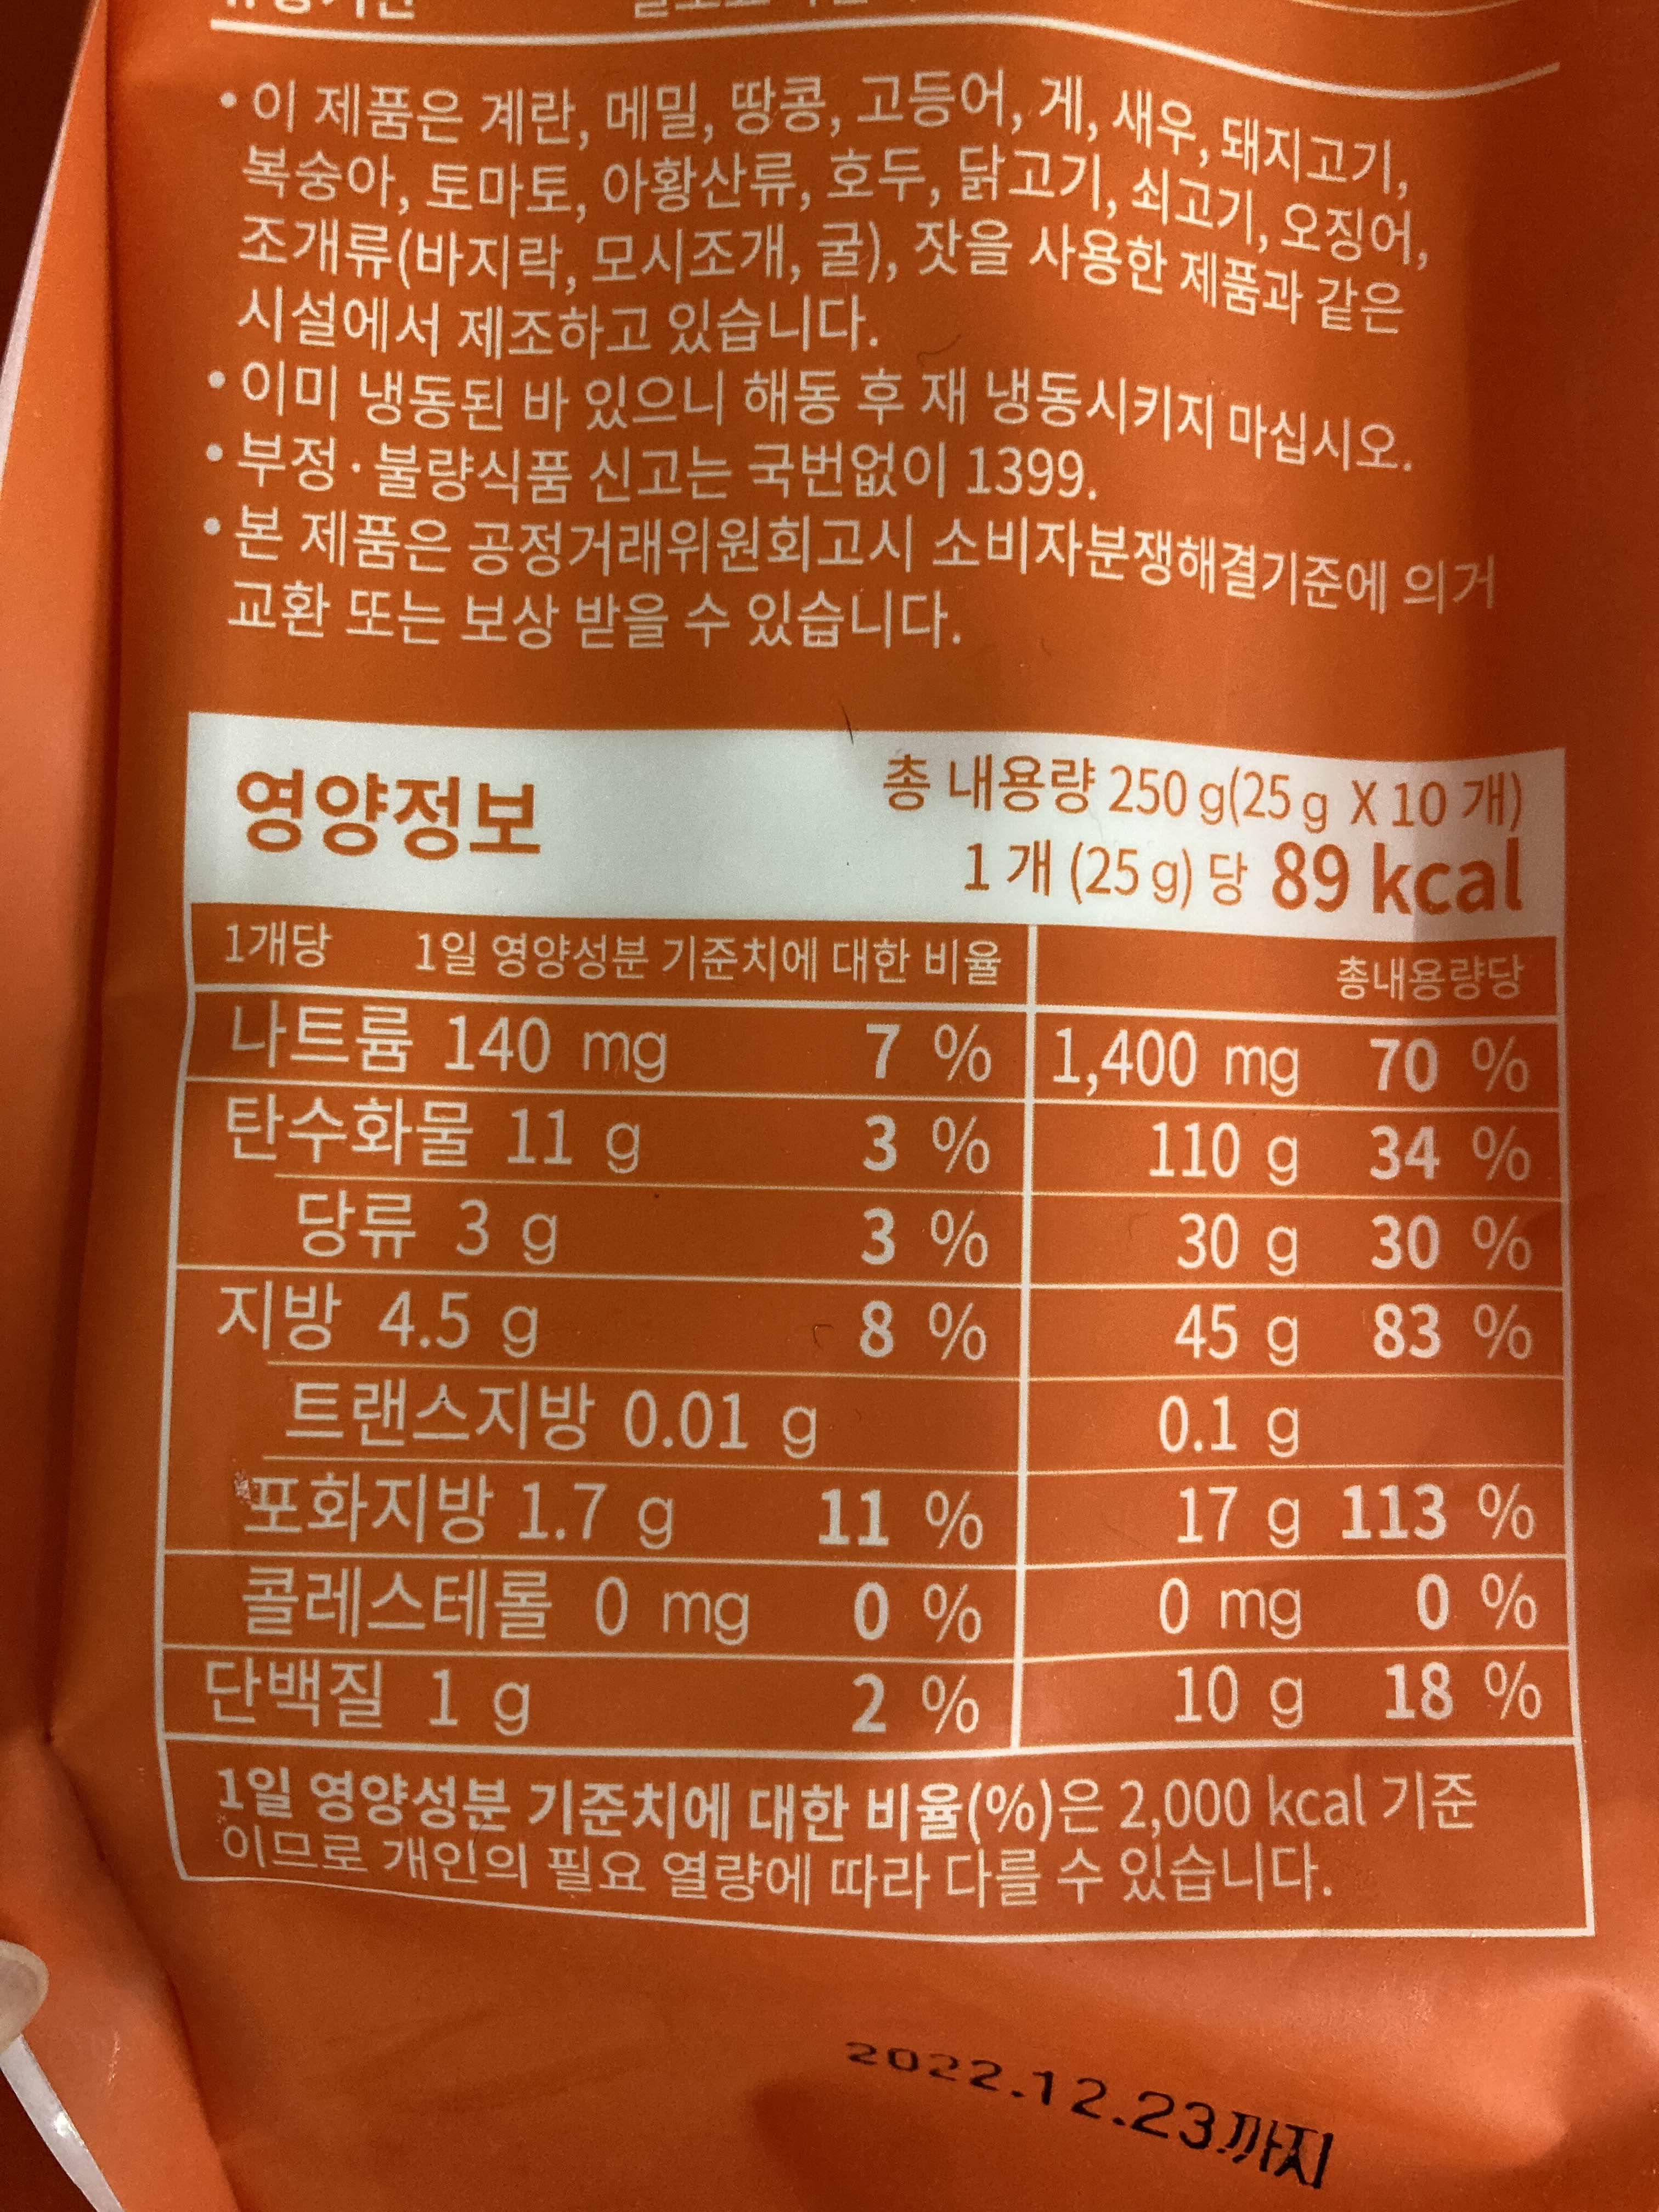 • 이 제품은 계란, 메밀, 땅콩, 고등어, 게, 새우, 돼지고기,
복숭아, 토마토, 아황산류, 호두, 닭고기, 쇠고기, 오징어,
조개류(바지락, 모시조개, 굴), 잣을 사용한 제품과 같은
시설에서 제조하고 있습니다.
• 이미 냉동된 바 있으니 해동 후 재 냉동시키지 마십시오.
• 부정·불량식품 신고는 국번없이 1399.
• 본 제품은 공정거래위원회고시 소비자분쟁해결기준에 의거
교환 또는 보상 받을 수 있습니다.
영양정보
총 내용량 250 g(25 g X 10 개)
1 개 (25 g) 당 89 kcal
1개당 1일 영양성분 기준치에 대한 비율 총내용량당
나트륨 140 mg 7 % 1,400 mg 70 %
탄수화물 11 g 3 % 110 g 34 %
당류 3 g 3 % 30 g 30 %
지방 4.5 g 8 % 45 g 83 %
트랜스지방 0.01 g 0.1 g
포화지방 1.7 g 11 % 17 g 113 %
콜레스테롤 0 mg 0 % 0 mg 0 %
단백질 1 g 2 % 10 g 18 %
1일 영양성분 기준치에 대한 비율(%)은 2,000 kcal 기준
이므로 개인의 필요 열량에 따라 다를 수 있습니다.
2022.12.23까지